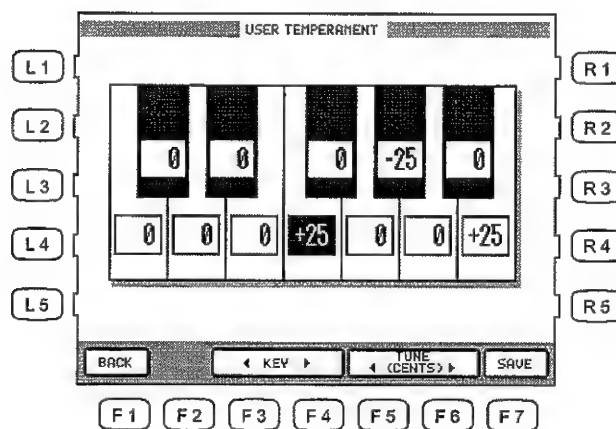 USER TEMPERAMENT
L1 R1
L2 R2
0 0 0 -25 0
L3 R3
L4 0 0 0 +25 0 0 +25 R4
L5 R5
BACK ◄ KEY ► TUNE ◄ (CENTS) ► SAVE
F1 F2 F3 F4 F5 F6 F7